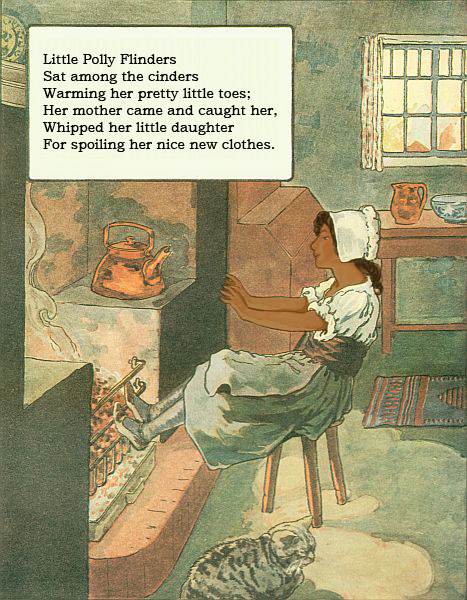 Little Polly Flinders
Sat among the cinders
Warming her pretty little toes;
Her mother came and caught her,
Whipped her little daughter
For spoiling her nice new clothes.